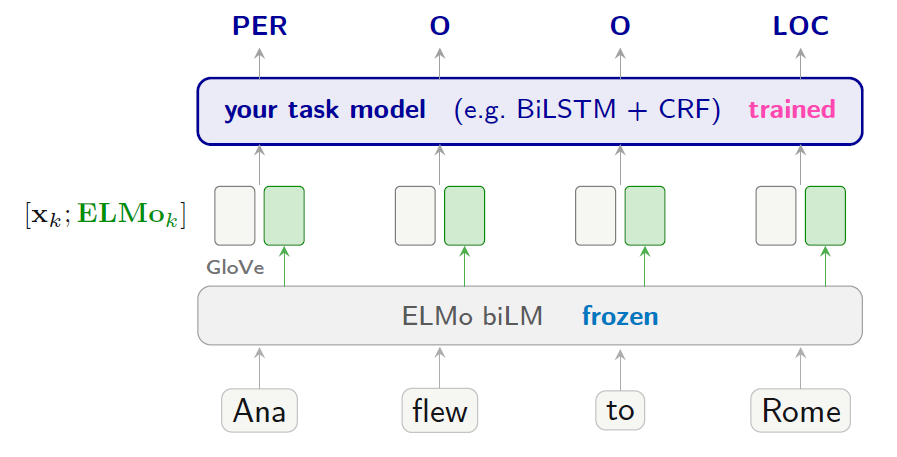 PER O O LOC
your task model (e.g. BiLSTM + CRF) trained
[x_k; ELMo_k]
GloVe
ELMo biLM frozen
Ana flew to Rome